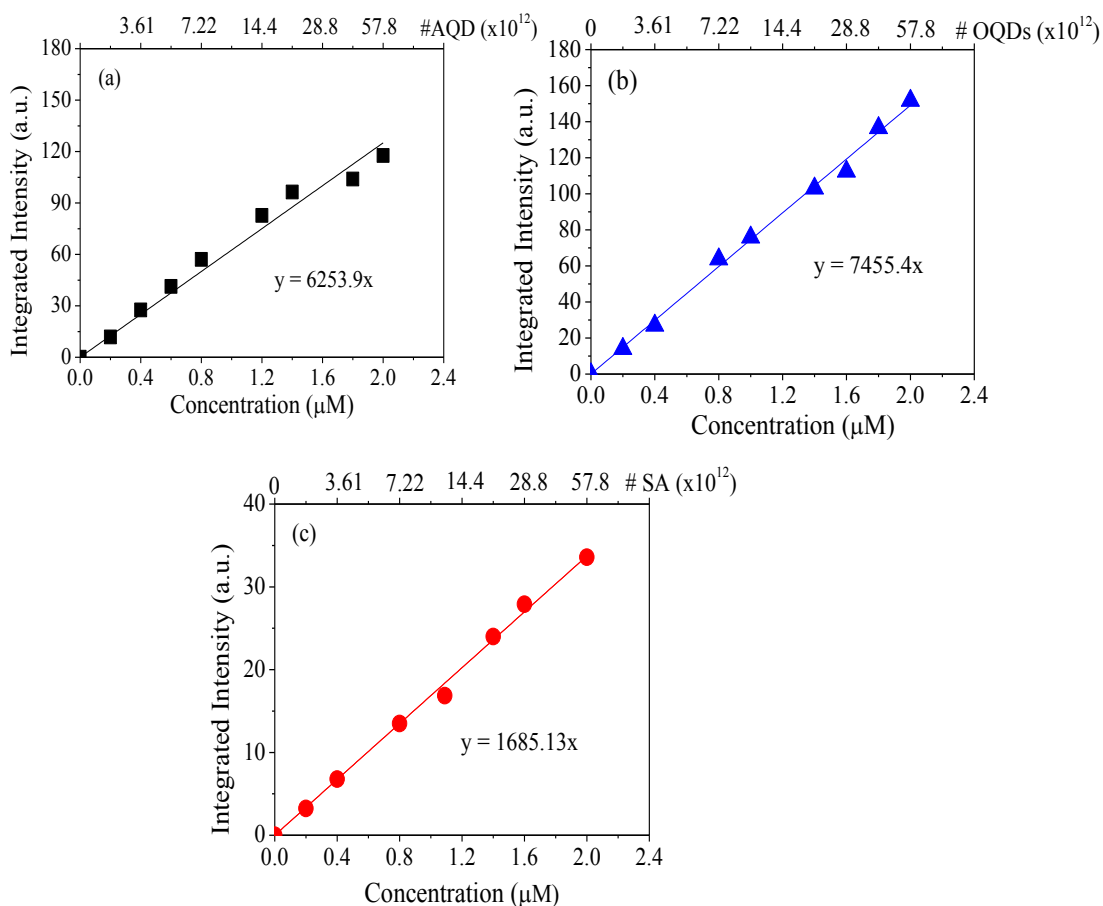 3.61 7.22 14.4 28.8 57.8 #AQD (x10¹²)
180
150
120
90
60
30
0
(a)
y = 6253.9x
Integrated Intensity (a.u.)
0.0 0.4 0.8 1.2 1.6 2.0 2.4
Concentration (μM)
0 3.61 7.22 14.4 28.8 57.8 # OQDs (x10¹²)
180
160
140
120
100
80
60
40
20
0
(b)
y = 7455.4x
Integrated Intensity (a.u.)
0.0 0.4 0.8 1.2 1.6 2.0 2.4
Concentration (μM)
0 3.61 7.22 14.4 28.8 57.8 # SA (x10¹²)
40
30
20
10
0
(c)
y = 1685.13x
Integrated Intensity (a.u.)
0.0 0.4 0.8 1.2 1.6 2.0 2.4
Concentration (μM)